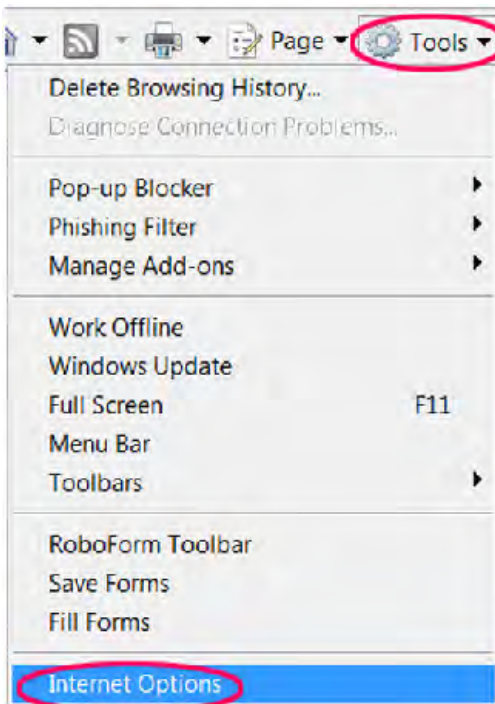 Page Tools
Delete Browsing History...
Diagnose Connection Problems...
Pop-up Blocker
Phishing Filter
Manage Add-ons
Work Offline
Windows Update
Full Screen F11
Menu Bar
Toolbars
RoboForm Toolbar
Save Forms
Fill Forms
Internet Options